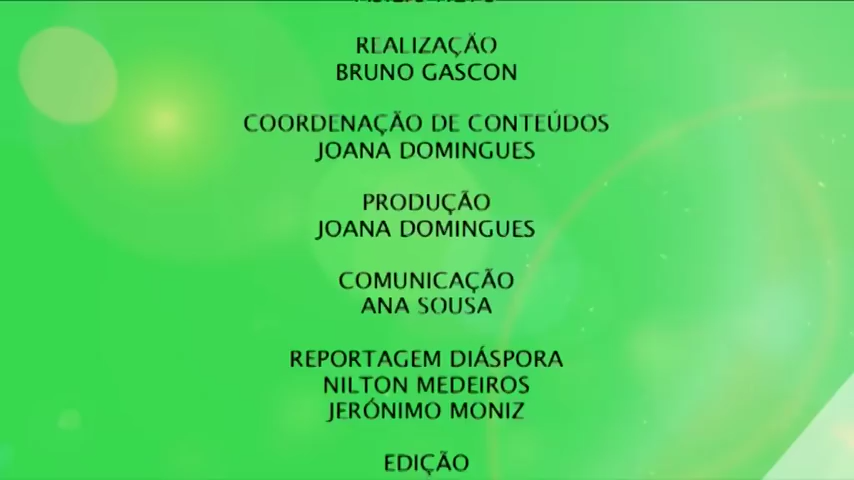 REALIZAÇÃO
BRUNO GASCON
COORDENAÇÃO DE CONTEÚDOS
JOANA DOMINGUES
PRODUÇÃO
JOANA DOMINGUES
COMUNICAÇÃO
ANA SOUSA
REPORTAGEM DIÁSPORA
NILTON MEDEIROS
JERÓNIMO MONIZ
EDIÇÃO